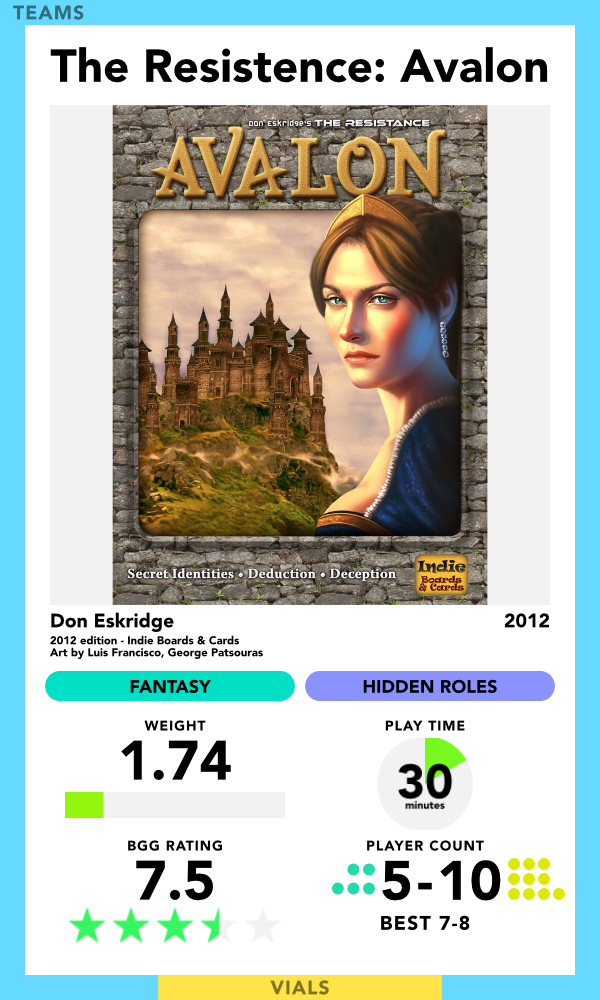 TEAMS
The Resistence: Avalon
DON ESKRIDGE'S THE RESISTANCE
AVALON
Secret Identities • Deduction • Deception
Indie
Boards
& Cards
Don Eskridge 2012
2012 edition - Indie Boards & Cards
Art by Luis Francisco, George Patsouras
FANTASY HIDDEN ROLES
WEIGHT PLAY TIME
1.74 30
minutes
BGG RATING PLAYER COUNT
7.5 5-10
BEST 7-8
VIALS